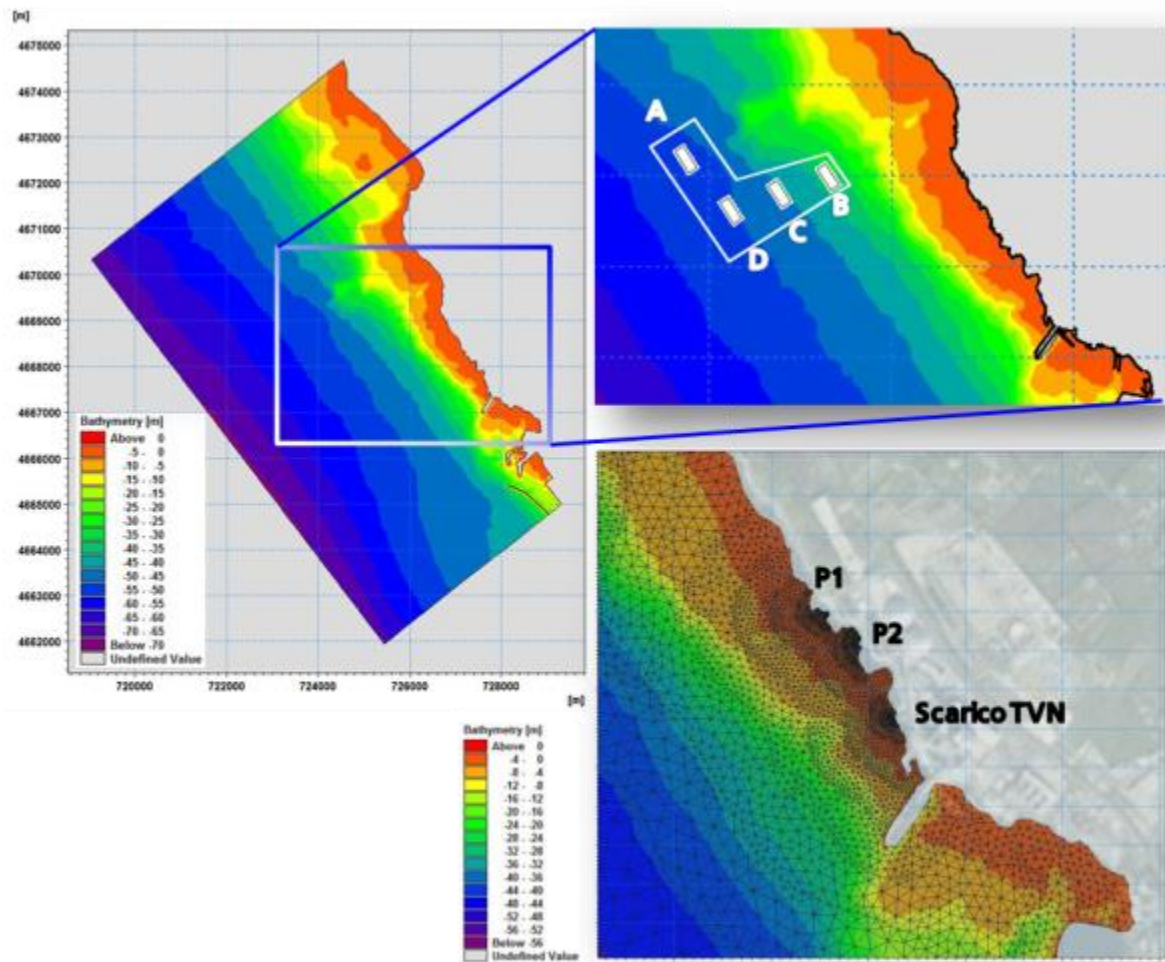 [m]
4675000
4674000
4673000
4672000
4671000
4670000
4669000
4668000
4667000
4666000
4665000
4664000
4663000
4662000
Bathymetry [m]
Above 0
-5 - 0
-10 - -5
-15 - -10
-20 - -15
-25 - -20
-30 - -25
-35 - -30
-40 - -35
-45 - -40
-50 - -45
-55 - -50
-60 - -55
-65 - -60
-70 - -65
Below -70
Undefined Value
720000 722000 724000 726000 728000
[m]
A
B
C
D
Bathymetry [m]
Above 0
-4 - 0
-8 - -4
-12 - -8
-16 - -12
-20 - -16
-24 - -20
-28 - -24
-32 - -28
-36 - -32
-40 - -36
-44 - -40
-48 - -44
-52 - -48
-56 - -52
Below -56
Undefined Value
P1
P2
Scarico TVN